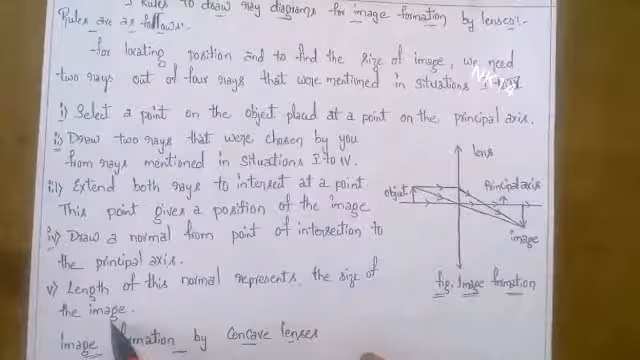 Rules to draw ray diagrams for image formation by lenses:-
Rules are as follows:
For locating position and to find the size of image, we need
two rays out of four rays that were mentioned in situations I to IV
i) Select a point on the object placed at a point on the principal axis.
ii) Draw two rays that were chosen by you
from rays mentioned in situations I to IV.
iii) Extend both rays to intersect at a point.
This point gives a position of the image
iv) Draw a normal from point of intersection to
the principal axis.
v) Length of this normal represents the size of
the image.
Image formation by Concave lenses
lens
Principal axis
object
image
fig. Image formation